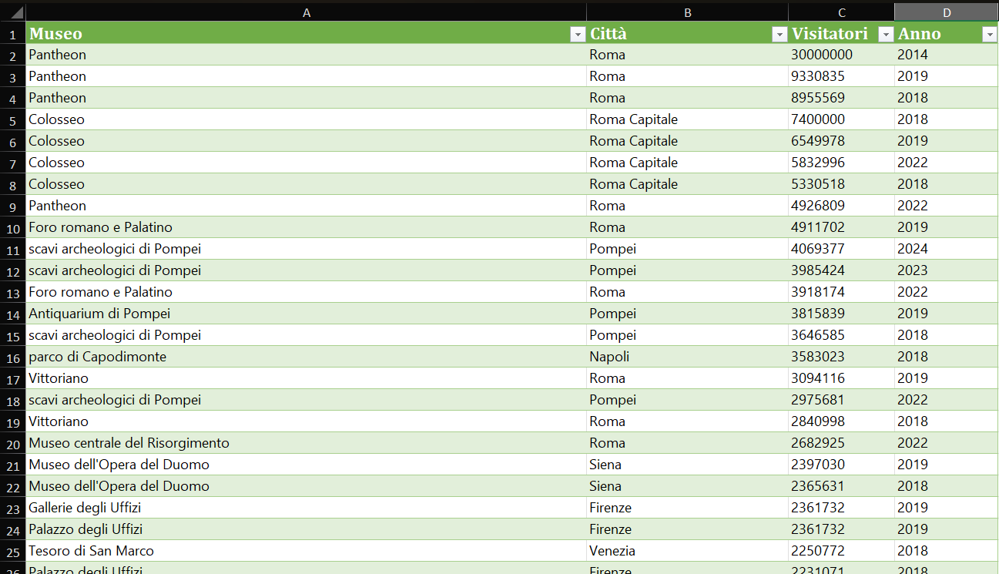 A B C D
1 Museo Città Visitatori Anno
2 Pantheon Roma 30000000 2014
3 Pantheon Roma 9330835 2019
4 Pantheon Roma 8955569 2018
5 Colosseo Roma Capitale 7400000 2018
6 Colosseo Roma Capitale 6549978 2019
7 Colosseo Roma Capitale 5832996 2022
8 Colosseo Roma Capitale 5330518 2018
9 Pantheon Roma 4926809 2022
10 Foro romano e Palatino Roma 4911702 2019
11 scavi archeologici di Pompei Pompei 4069377 2024
12 scavi archeologici di Pompei Pompei 3985424 2023
13 Foro romano e Palatino Roma 3918174 2022
14 Antiquarium di Pompei Pompei 3815839 2019
15 scavi archeologici di Pompei Pompei 3646585 2018
16 parco di Capodimonte Napoli 3583023 2018
17 Vittoriano Roma 3094116 2019
18 scavi archeologici di Pompei Pompei 2975681 2022
19 Vittoriano Roma 2840998 2018
20 Museo centrale del Risorgimento Roma 2682925 2022
21 Museo dell'Opera del Duomo Siena 2397030 2019
22 Museo dell'Opera del Duomo Siena 2365631 2018
23 Gallerie degli Uffizi Firenze 2361732 2019
24 Palazzo degli Uffizi Firenze 2361732 2019
25 Tesoro di San Marco Venezia 2250772 2018
26 Palazzo degli Uffizi Firenze 2231071 2018